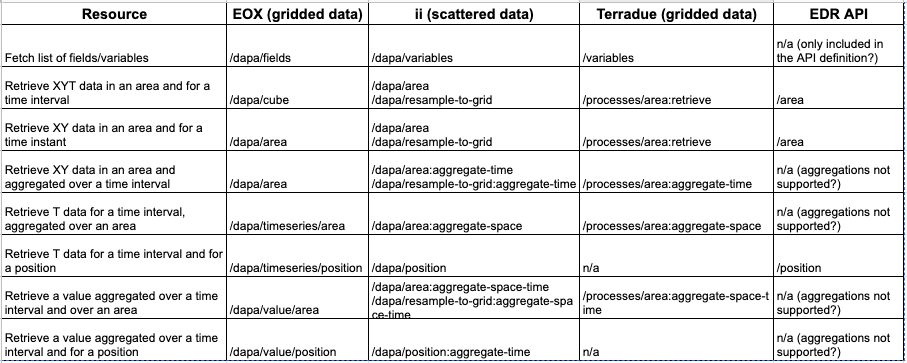 Resource EOX (gridded data) ii (scattered data) Terradue (gridded data) EDR API
Fetch list of fields/variables /dapa/fields /dapa/variables /variables n/a (only included in
the API definition?)
Retrieve XYT data in an area and for a
time interval /dapa/cube /dapa/area
/dapa/resample-to-grid /processes/area:retrieve /area
Retrieve XY data in an area and for a
time instant /dapa/area /dapa/area
/dapa/resample-to-grid /processes/area:retrieve /area
Retrieve XY data in an area and
aggregated over a time interval /dapa/area /dapa/area:aggregate-time
/dapa/resample-to-grid:aggregate-time /processes/area:aggregate-time n/a (aggregations not
supported?)
Retrieve T data for a time interval,
aggregated over an area /dapa/timeseries/area /dapa/area:aggregate-space /processes/area:aggregate-space n/a (aggregations not
supported?)
Retrieve T data for a time interval and for
a position /dapa/timeseries/position /dapa/position n/a /position
Retrieve a value aggregated over a time
interval and over an area /dapa/value/area /dapa/area:aggregate-space-time
/dapa/resample-to-grid:aggregate-spa
ce-time /processes/area:aggregate-space-t
ime n/a (aggregations not
supported?)
Retrieve a value aggregated over a time
interval and for a position /dapa/value/position /dapa/position:aggregate-time n/a n/a (aggregations not
supported?)